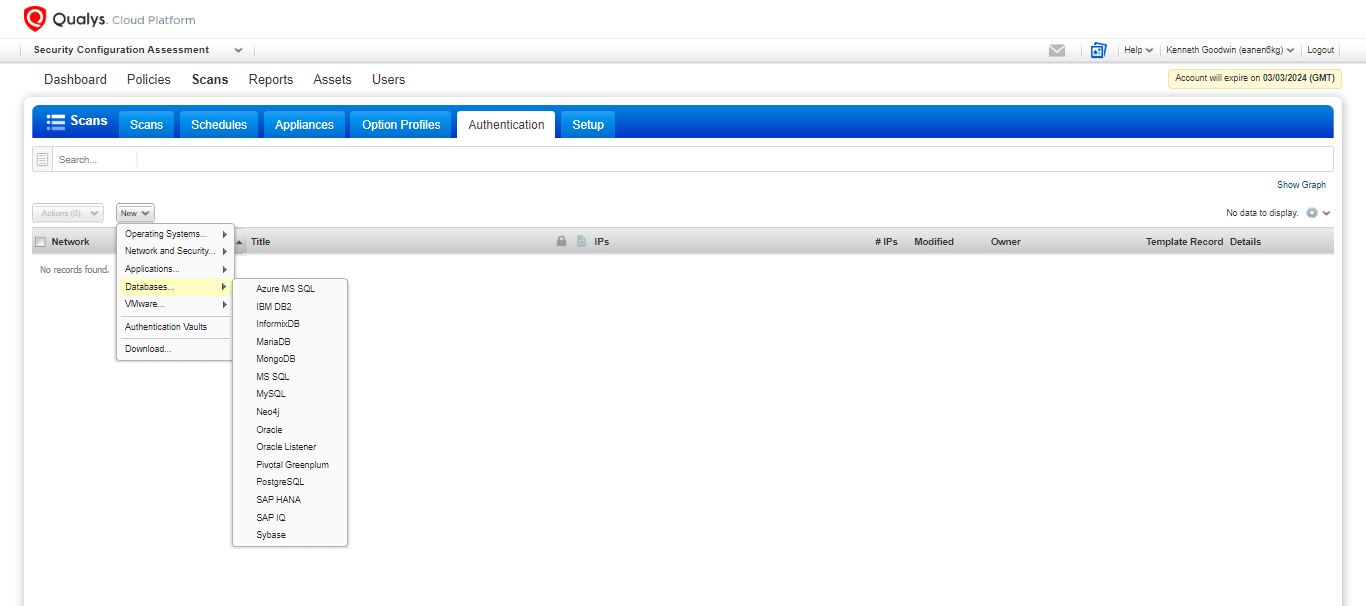 Qualys. Cloud Platform
Security Configuration Assessment
Help
Kenneth Goodwin (eanen6kg)
Logout
Dashboard Policies Scans Reports Assets Users
Account will expire on 03/03/2024 (GMT)
Scans
Scans Schedules Appliances Option Profiles Authentication Setup
Search...
Show Graph
Actions (0) New
No data to display.
Network Title IPs # IPs Modified Owner Template Record Details
No records found.
Operating Systems...
Network and Security...
Applications...
Databases...
VMware...
Authentication Vaults
Download...
Azure MS SQL
IBM DB2
InformixDB
MariaDB
MongoDB
MS SQL
MySQL
Neo4j
Oracle
Oracle Listener
Pivotal Greenplum
PostgreSQL
SAP HANA
SAP IQ
Sybase